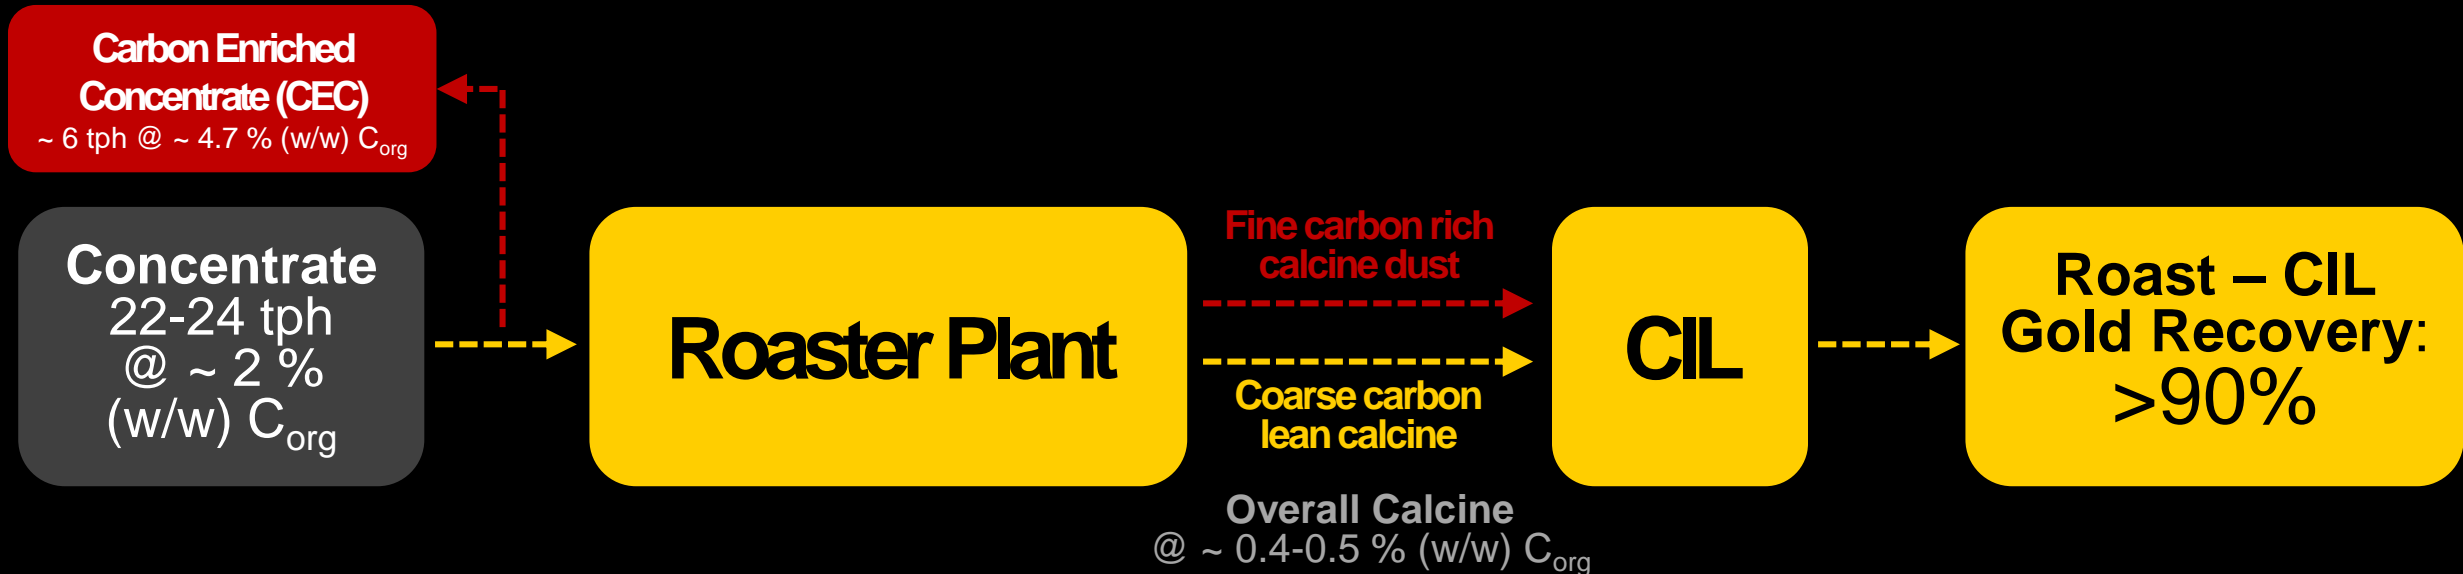 Carbon Enriched
Concentrate (CEC)
~ 6 tph @ ~ 4.7 % (w/w) Corg
Concentrate
22-24 tph
@ ~ 2 %
(w/w) Corg
Roaster Plant
Fine carbon rich
calcine dust
Coarse carbon
lean calcine
Overall Calcine
@ ~ 0.4-0.5 % (w/w) Corg
CIL
Roast – CIL
Gold Recovery:
>90%